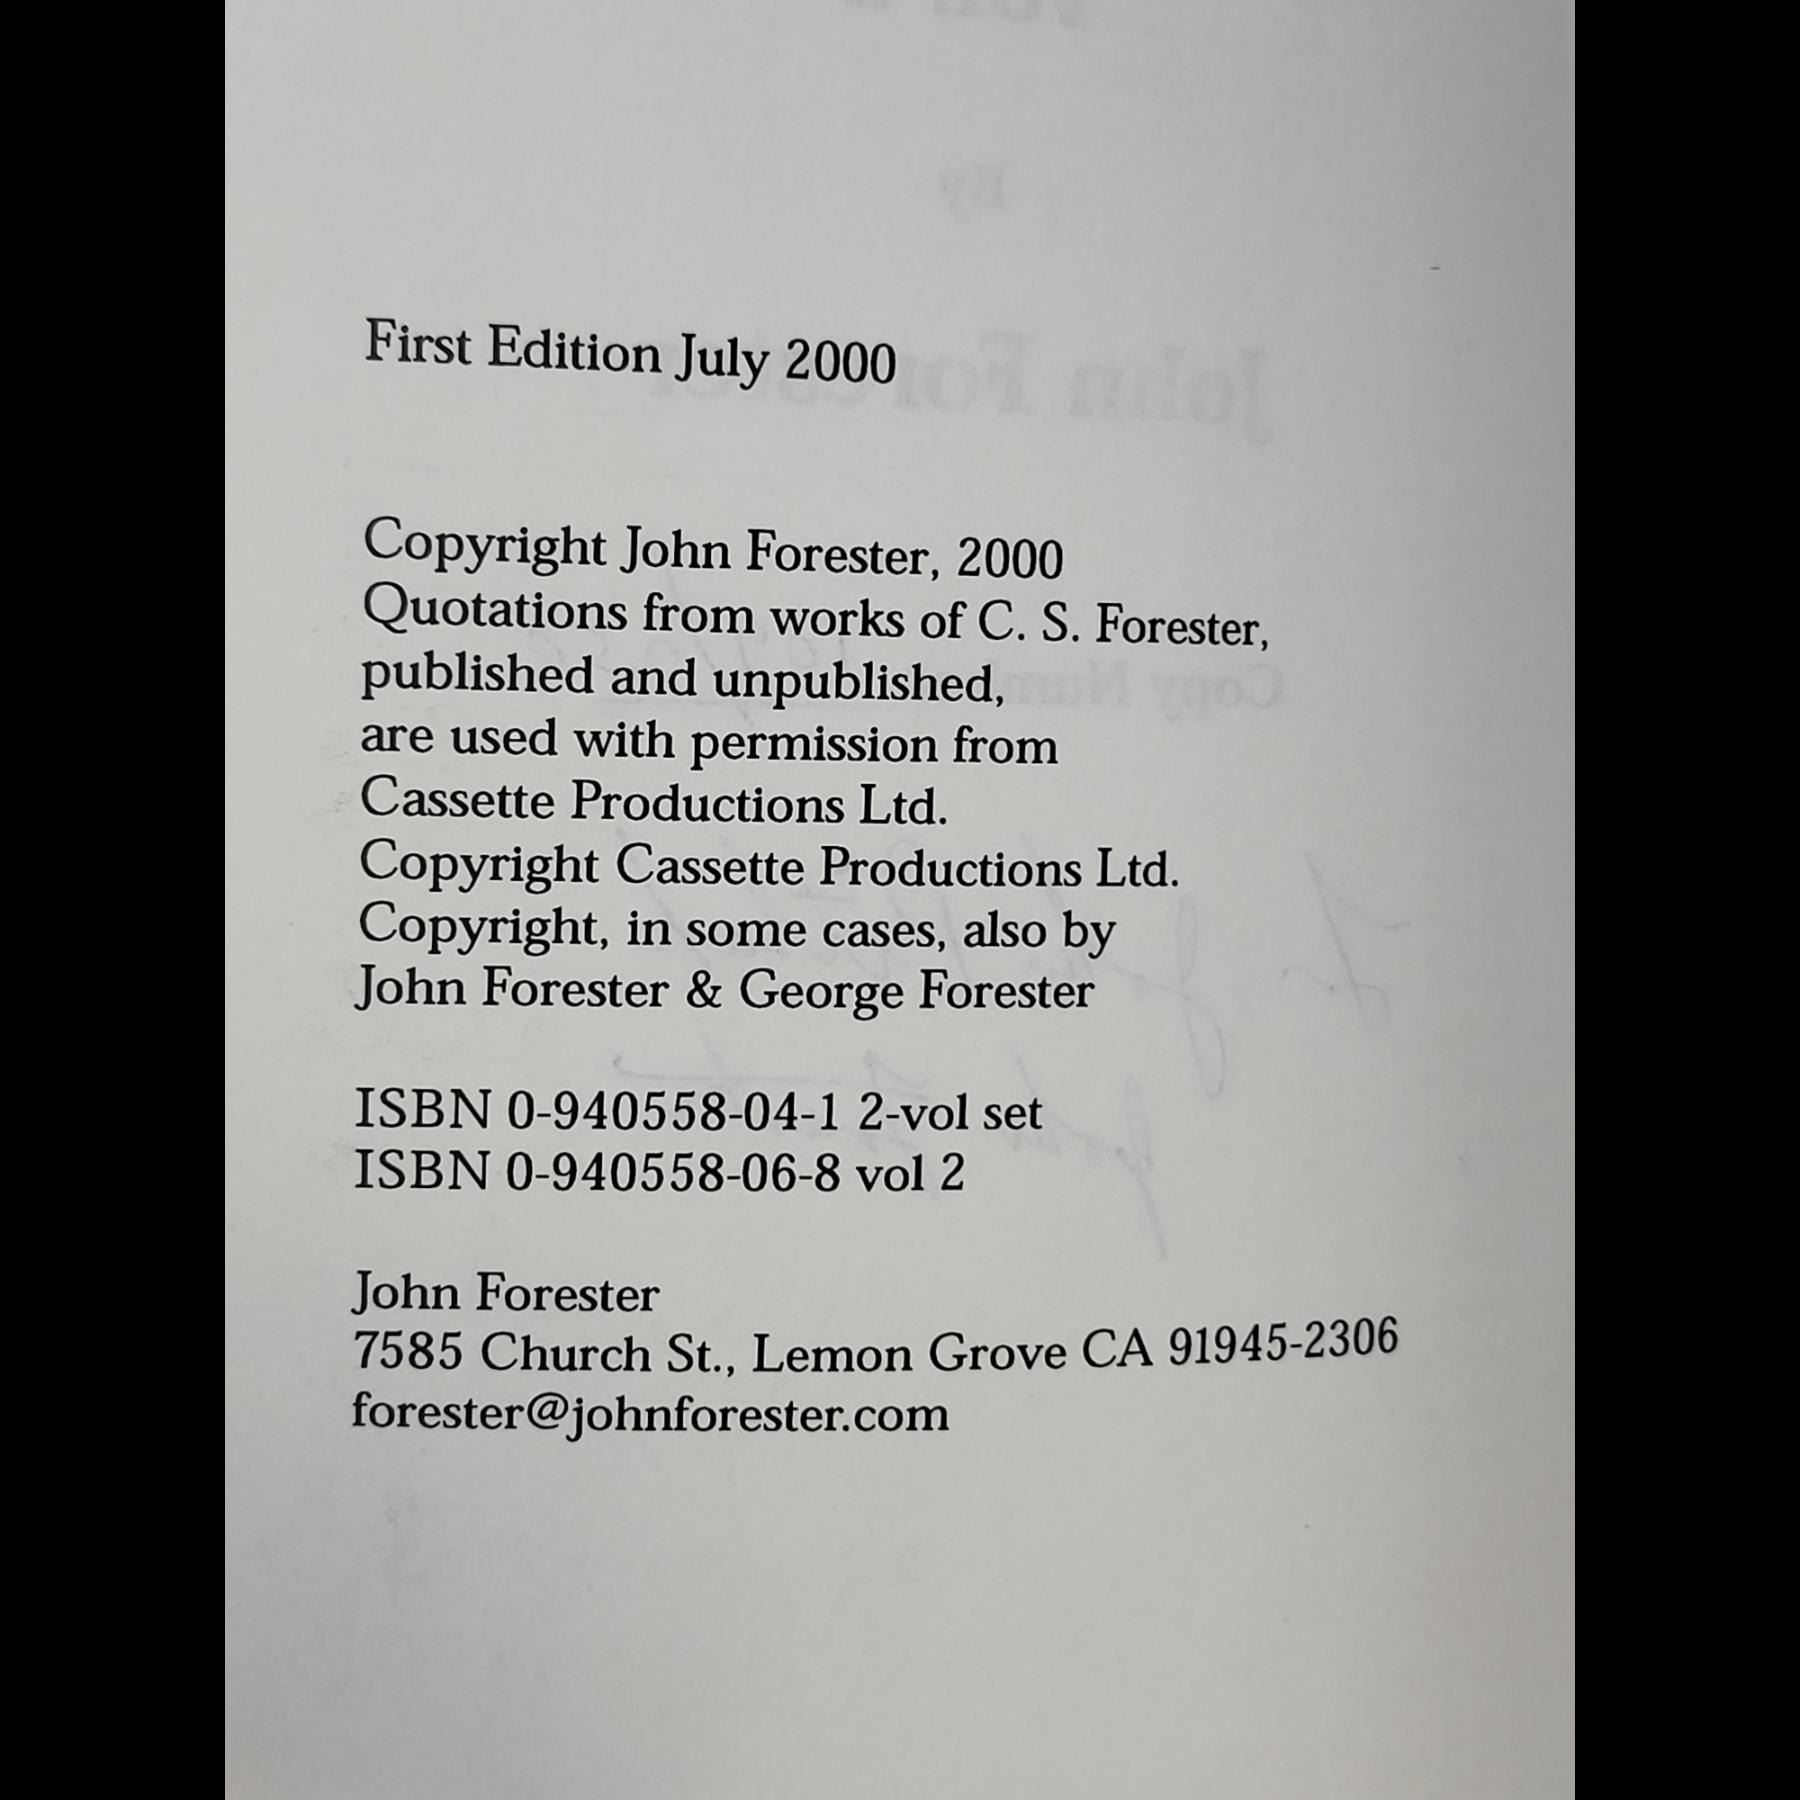 First Edition July 2000
Copyright John Forester, 2000
Quotations from works of C. S. Forester,
published and unpublished,
are used with permission from
Cassette Productions Ltd.
Copyright Cassette Productions Ltd.
Copyright, in some cases, also by
John Forester & George Forester
ISBN 0-940558-04-1 2-vol set
ISBN 0-940558-06-8 vol 2
John Forester
7585 Church St., Lemon Grove CA 91945-2306
forester@johnforester.com